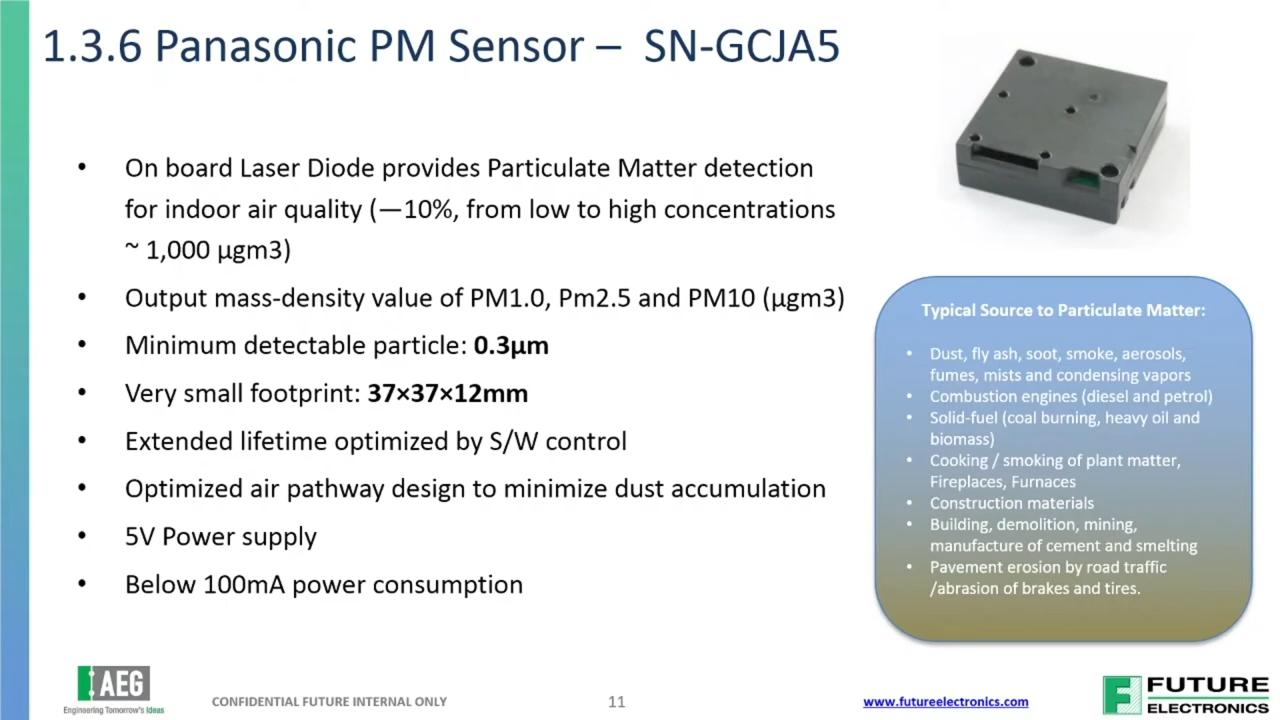 1.3.6 Panasonic PM Sensor – SN-GCJA5
• On board Laser Diode provides Particulate Matter detection
for indoor air quality (—10%, from low to high concentrations
~ 1,000 µgm3)
• Output mass-density value of PM1.0, Pm2.5 and PM10 (µgm3)
• Minimum detectable particle: 0.3µm
• Very small footprint: 37×37×12mm
• Extended lifetime optimized by S/W control
• Optimized air pathway design to minimize dust accumulation
• 5V Power supply
• Below 100mA power consumption
Typical Source to Particulate Matter:
• Dust, fly ash, soot, smoke, aerosols,
fumes, mists and condensing vapors
• Combustion engines (diesel and petrol)
• Solid-fuel (coal burning, heavy oil and
biomass)
• Cooking / smoking of plant matter,
Fireplaces, Furnaces
• Construction materials
• Building, demolition, mining,
manufacture of cement and smelting
• Pavement erosion by road traffic
/abrasion of brakes and tires.
AEG
Engineering Tomorrow's Ideas
CONFIDENTIAL FUTURE INTERNAL ONLY
11
www.futureelectronics.com
F
FUTURE
ELECTRONICS